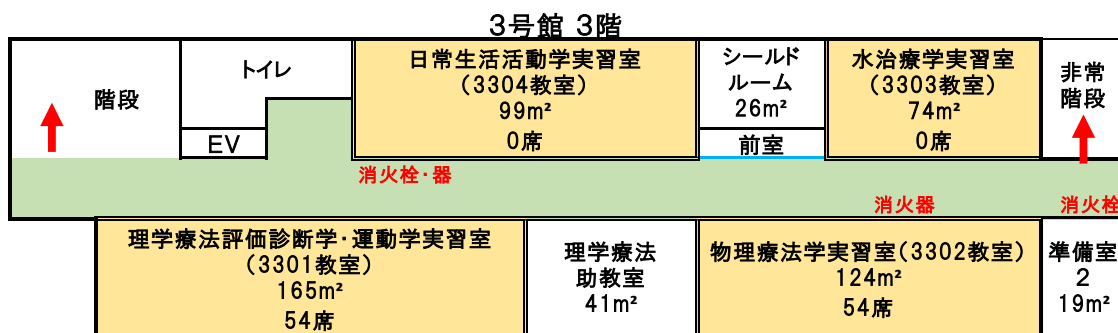 3号館 3階
階段
トイレ
EV
日常生活活動学実習室
(3304教室)
99m²
0席
シールド
ルーム
26m²
前室
水治療学実習室
(3303教室)
74m²
0席
非常
階段
消火栓・器
消火器
消火栓
理学療法評価診断学・運動学実習室
(3301教室)
165m²
54席
理学療法
助教室
41m²
物理療法学実習室(3302教室)
124m²
54席
準備室
2
19m²